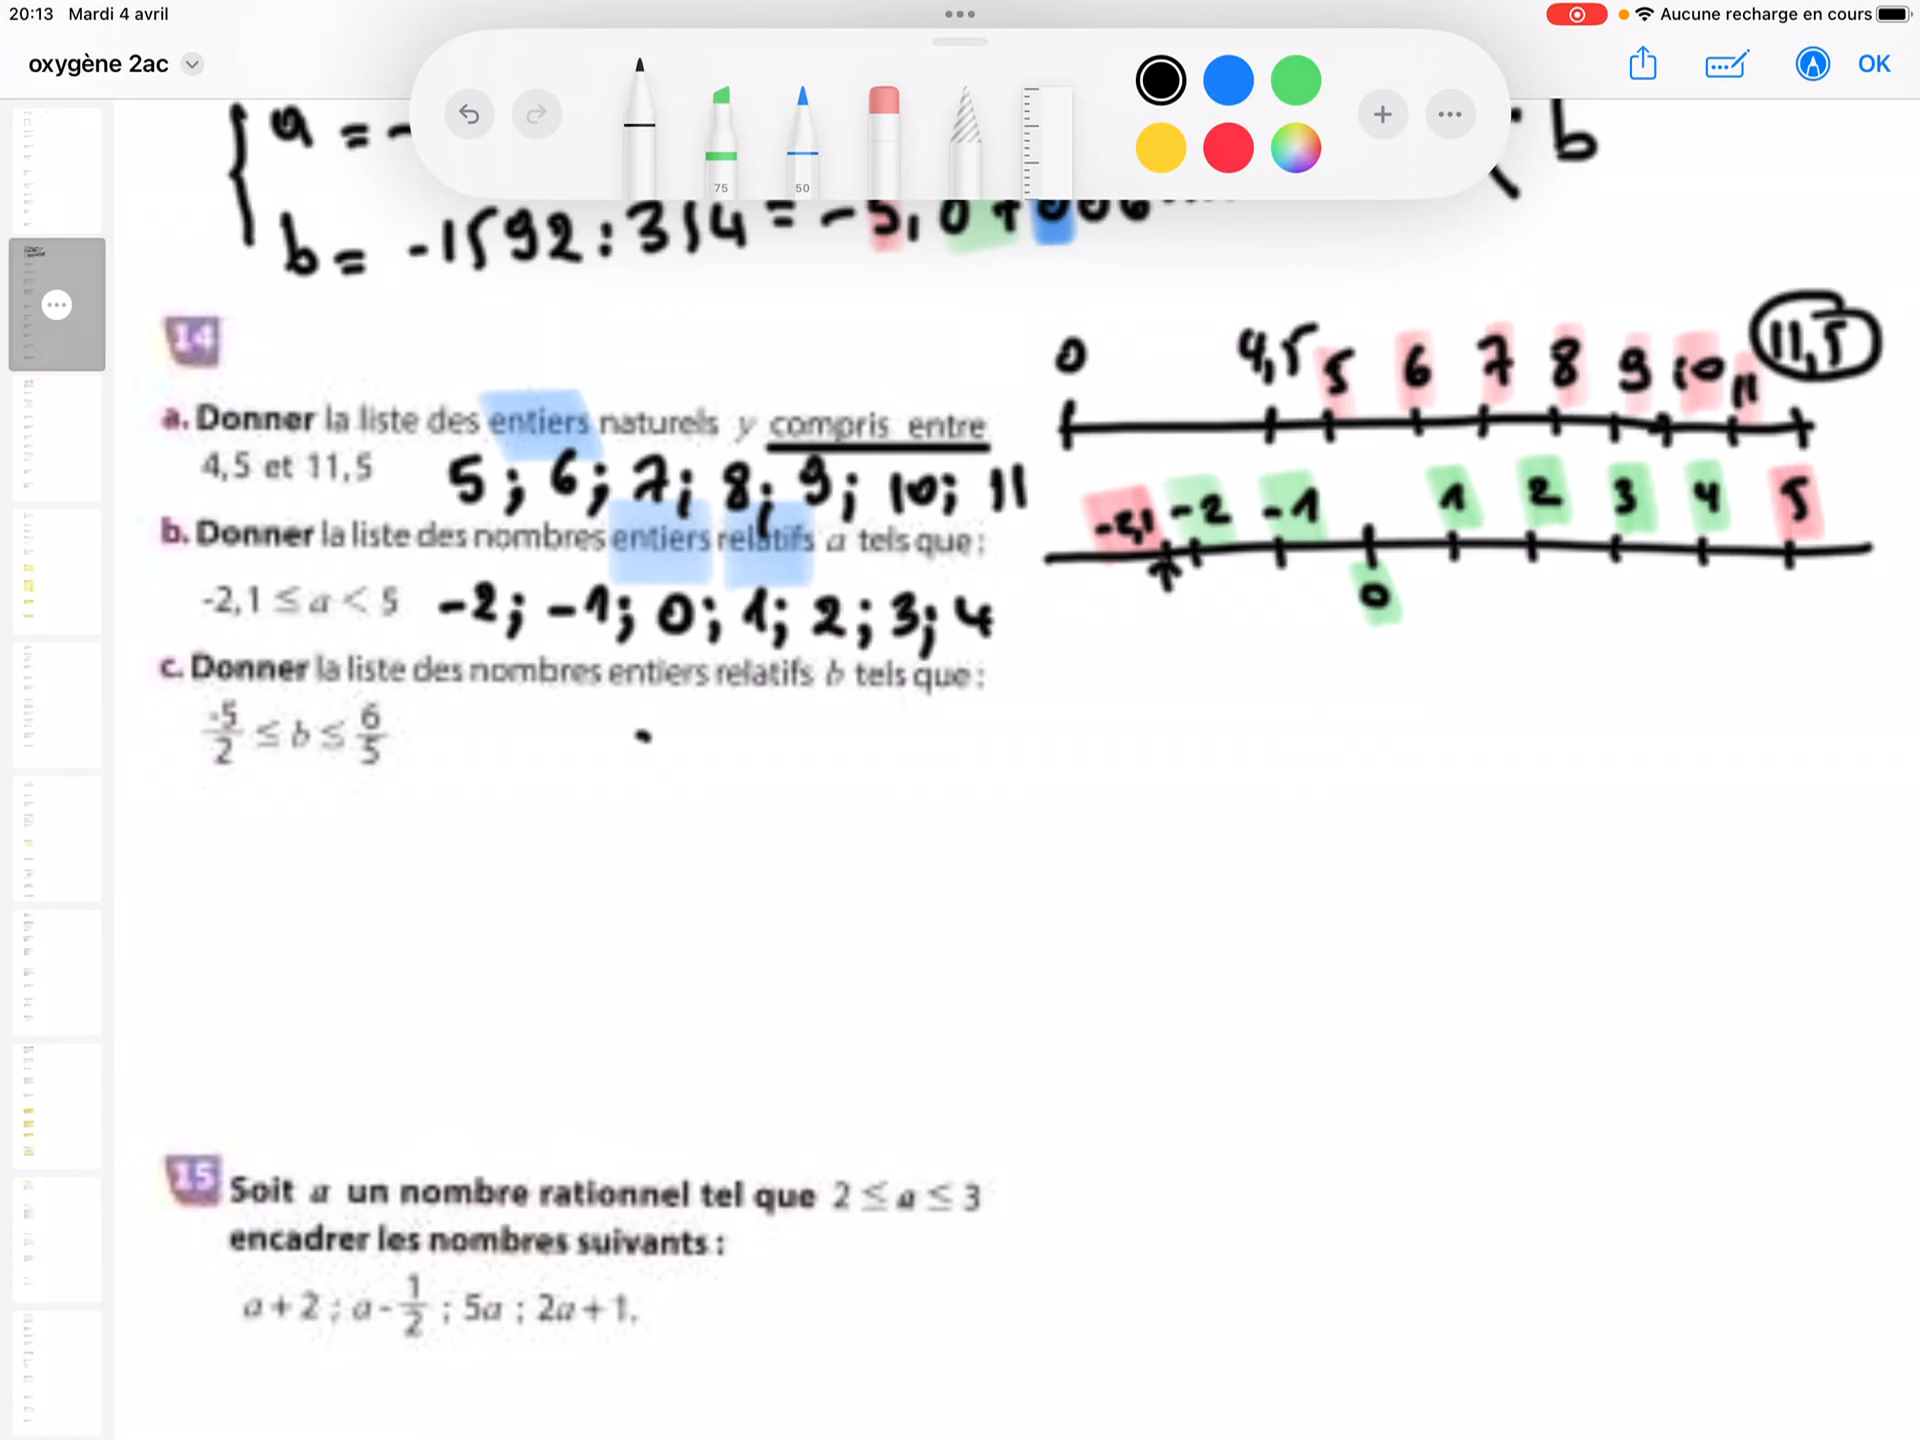 20:13 Mardi 4 avril
Aucune recharge en cours
oxygène 2ac
OK
75
50
a = -
b
b = -1592 : 314 = -5,0
14
a. Donner la liste des entiers naturels y compris entre
4,5 et 11,5
5 ; 6 ; 7 ; 8 ; 9 ; 10 ; 11
b. Donner la liste des nombres entiers relatifs a tels que :
-2,1 ≤ a < 5
-2 ; -1 ; 0 ; 1 ; 2 ; 3 ; 4
c. Donner la liste des nombres entiers relatifs b tels que :
-5/2 ≤ b ≤ 6/5
0 4,5 5 6 7 8 9 10 11 11,5
-2 -1 1 2 3 4 5
0
15
Soit a un nombre rationnel tel que 2 ≤ a ≤ 3
encadrer les nombres suivants :
a + 2 ; a - 1/2 ; 5a ; 2a + 1.